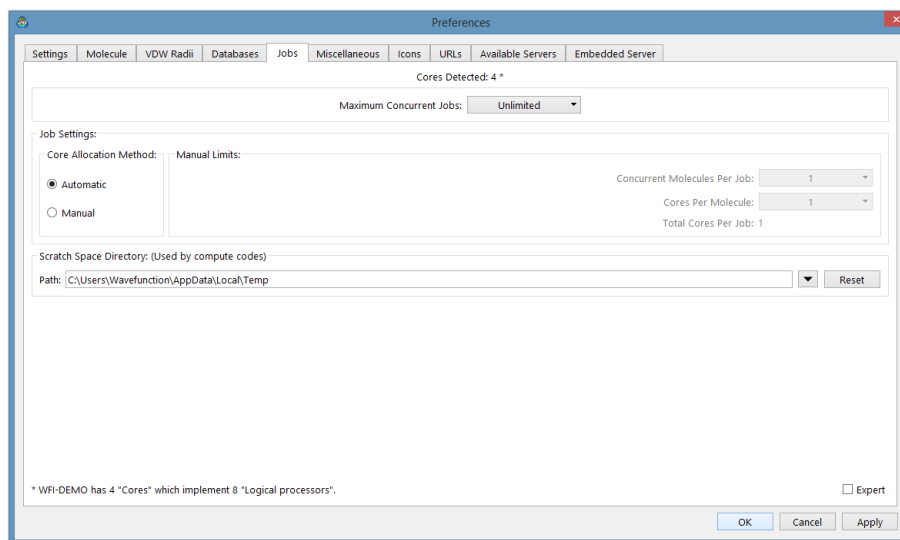 Preferences
Settings Molecule VDW Radii Databases Jobs Miscellaneous Icons URLs Available Servers Embedded Server
Cores Detected: 4 *
Maximum Concurrent Jobs: Unlimited
Job Settings:
Core Allocation Method: Manual Limits:
Automatic
Concurrent Molecules Per Job: 1
Cores Per Molecule: 1
Manual
Total Cores Per Job: 1
Scratch Space Directory: (Used by compute codes)
Path: C:\Users\Wavefunction\AppData\Local\Temp Reset
* WFI-DEMO has 4 "Cores" which implement 8 "Logical processors". Expert
OK Cancel Apply